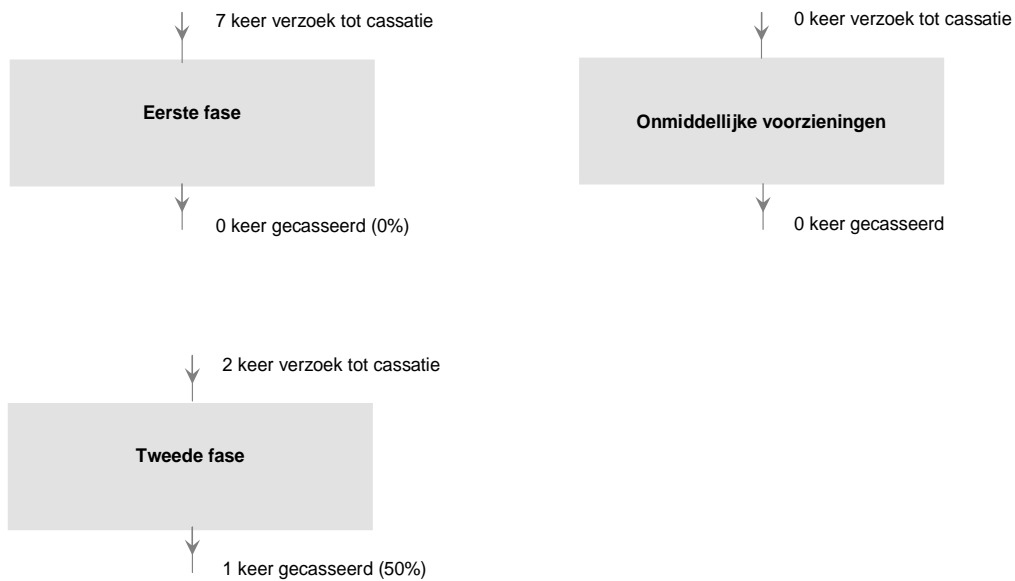 7 keer verzoek tot cassatie
Eerste fase
0 keer gecasseerd (0%)
0 keer verzoek tot cassatie
Onmiddellijke voorzieningen
0 keer gecasseerd
2 keer verzoek tot cassatie
Tweede fase
1 keer gecasseerd (50%)